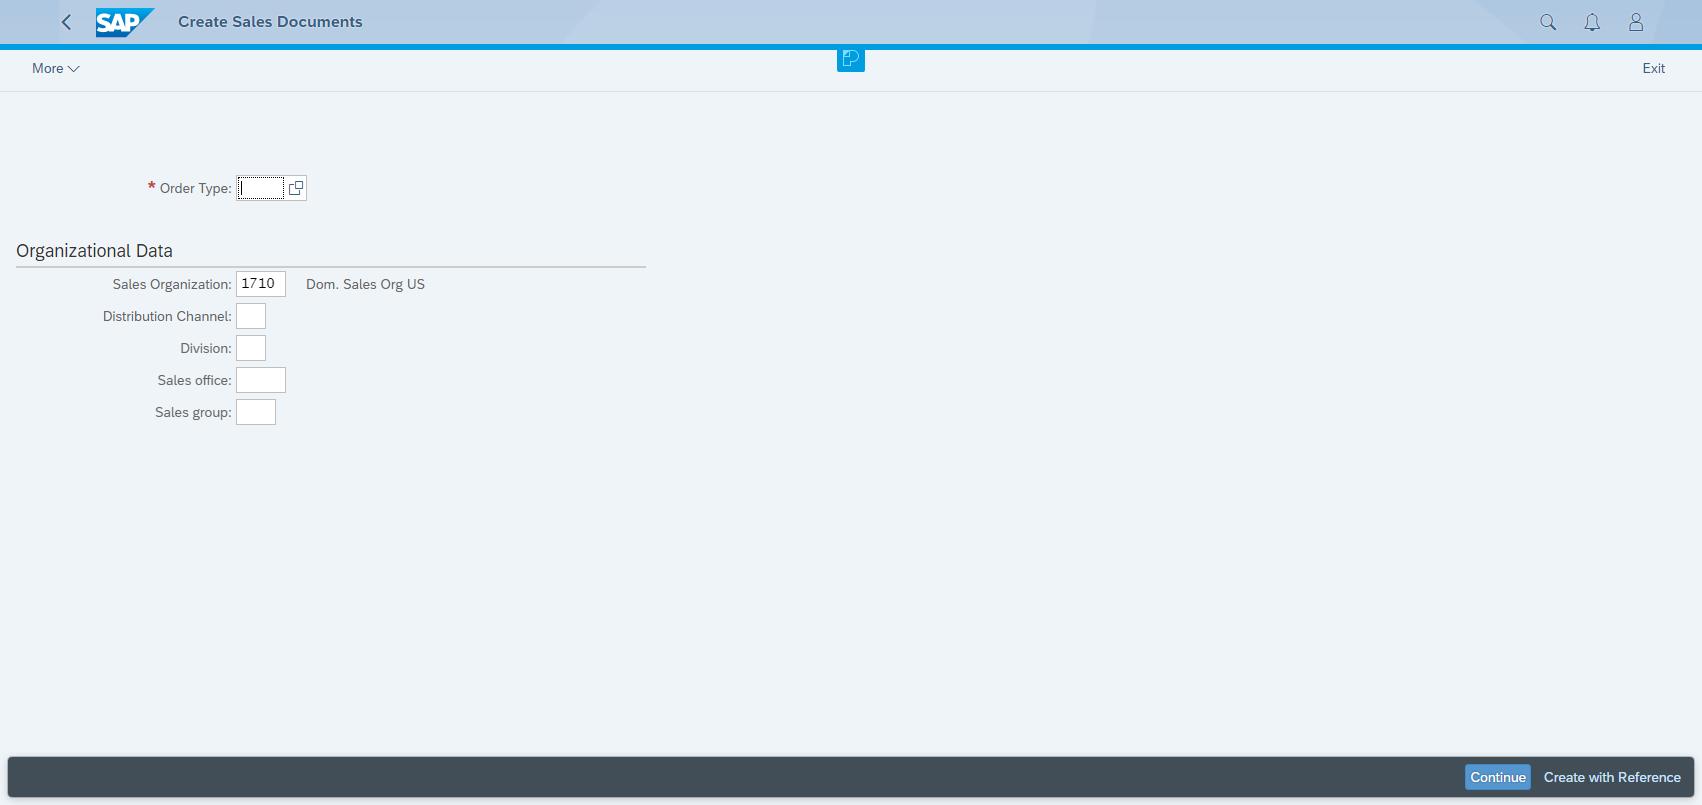 SAP Create Sales Documents
More Exit
* Order Type:
Organizational Data
Sales Organization: 1710 Dom. Sales Org US
Distribution Channel:
Division:
Sales office:
Sales group:
Continue Create with Reference